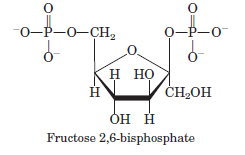 O O
⁻O—P—O—CH₂ O—P—O⁻
O⁻ O O⁻
H HO
H CH₂OH
OH H
Fructose 2,6-bisphosphate